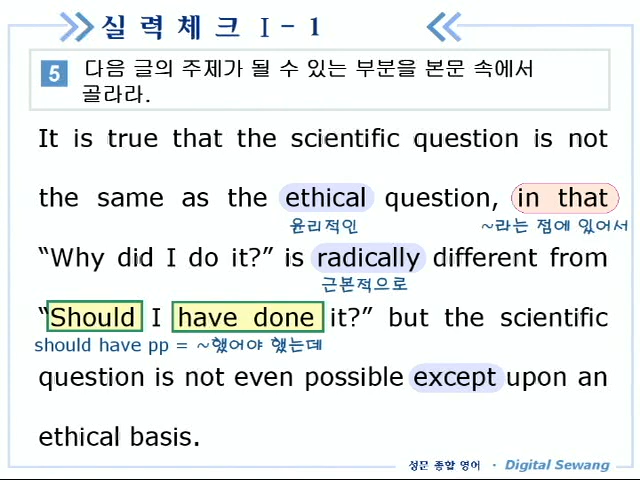 실력체크 I - 1
5 다음 글의 주제가 될 수 있는 부분을 본문 속에서
골라라.
It is true that the scientific question is not
the same as the ethical question, in that
윤리적인 ~라는 점에 있어서
“Why did I do it?” is radically different from
근본적으로
“Should I have done it?” but the scientific
should have pp = ~했어야 했는데
question is not even possible except upon an
ethical basis.
성문 종합 영어 · Digital Sewang